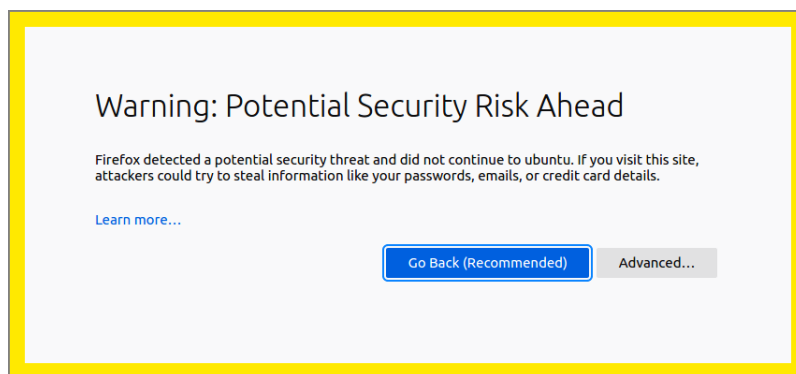 Warning: Potential Security Risk Ahead
Firefox detected a potential security threat and did not continue to ubuntu. If you visit this site,
attackers could try to steal information like your passwords, emails, or credit card details.
Learn more…
Go Back (Recommended)
Advanced…